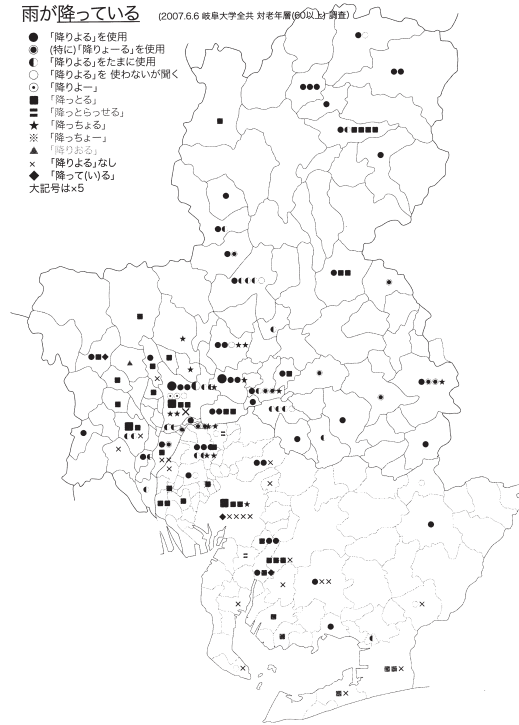 雨が降っている
(2007.6.6 岐阜大学全共 対老年層(60以上) 調査)
● 「降りよる」を使用
◉ (特に)「降りょーる」を使用
◐ 「降りよる」をたまに使用
○ 「降りよる」を 使わないが聞く
☉ 「降りよー」
■ 「降っとる」
〓 「降っとらっせる」
★ 「降っちょる」
※ 「降っちょー」
▲ 「降りおる」
× 「降りよる」なし
◆ 「降って(い)る」
大記号は×5